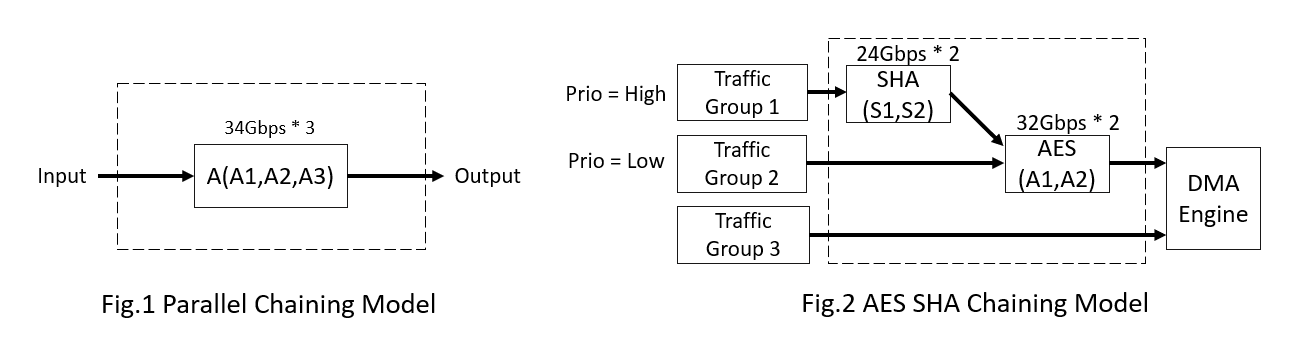 34Gbps * 3
Input
A(A1,A2,A3)
Output
Fig.1 Parallel Chaining Model
24Gbps * 2
Prio = High
Traffic
Group 1
SHA
(S1,S2)
32Gbps * 2
Prio = Low
Traffic
Group 2
AES
(A1,A2)
DMA
Engine
Traffic
Group 3
Fig.2 AES SHA Chaining Model